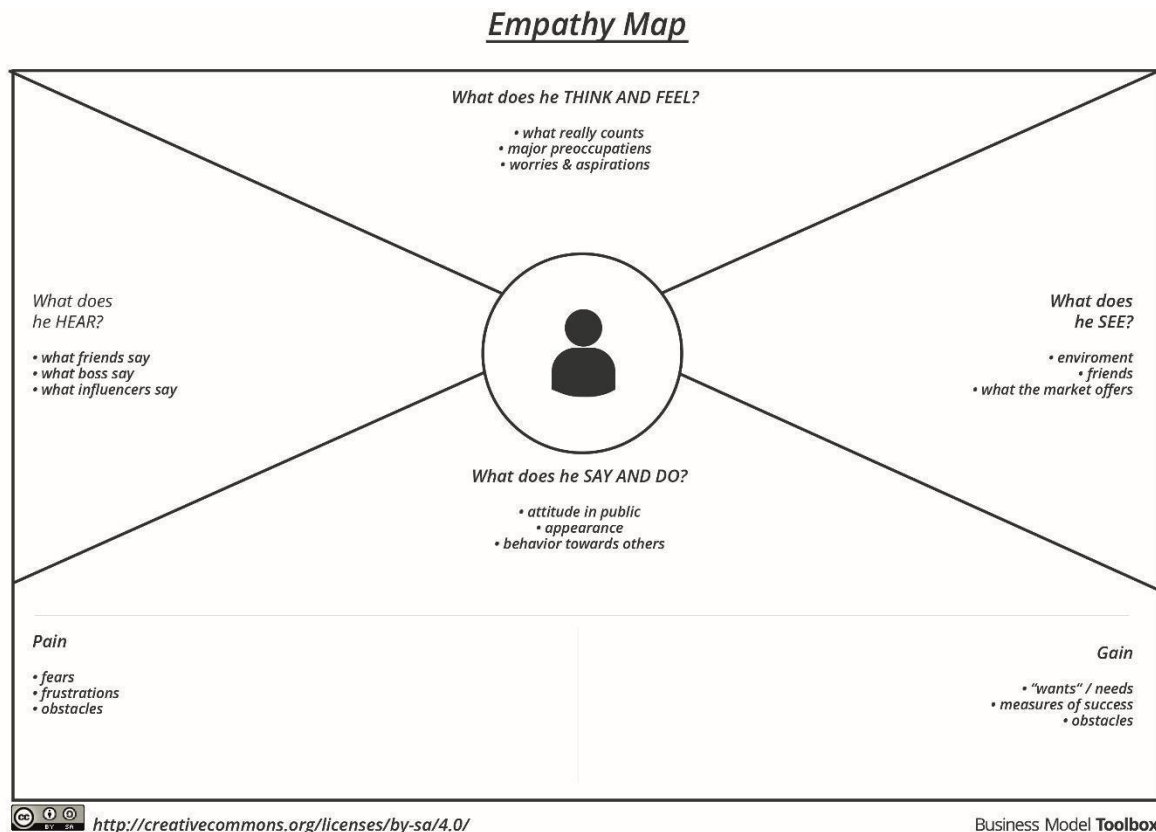 Empathy Map
What does he THINK AND FEEL?
• what really counts
• major preoccupatiens
• worries & aspirations
What does
he HEAR?
• what friends say
• what boss say
• what influencers say
What does
he SEE?
• enviroment
• friends
• what the market offers
What does he SAY AND DO?
• attitude in public
• appearance
• behavior towards others
Pain
• fears
• frustrations
• obstacles
Gain
• “wants“ / needs
• measures of success
• obstacles
cc BY SA
http://creativecommons.org/licenses/by-sa/4.0/
Business Model Toolbox